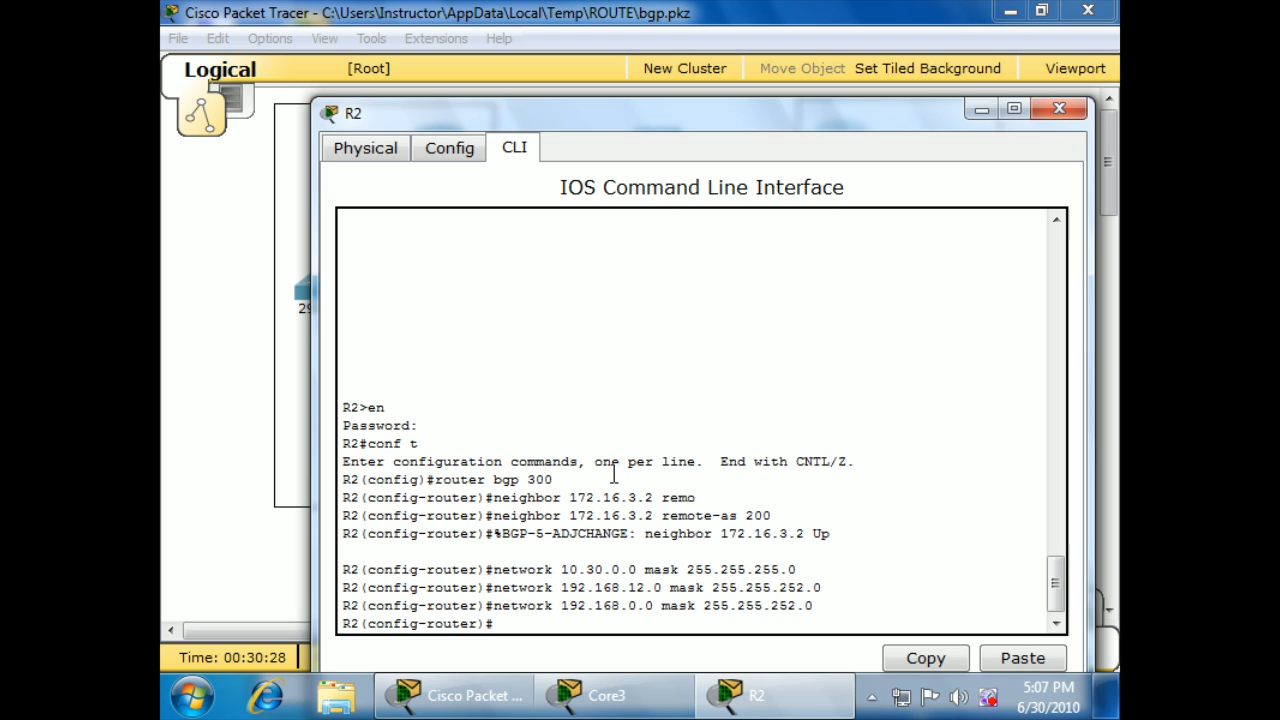 Cisco Packet Tracer - C:\Users\Instructor\AppData\Local\Temp\ROUTE\bgp.pkz
File Edit Options View Tools Extensions Help
Logical [Root] New Cluster Move Object Set Tiled Background Viewport
R2
Physical Config CLI
IOS Command Line Interface
29
R2>en
Password:
R2#conf t
Enter configuration commands, one per line.  End with CNTL/Z.
R2(config)#router bgp 300
R2(config-router)#neighbor 172.16.3.2 remo
R2(config-router)#neighbor 172.16.3.2 remote-as 200
R2(config-router)#%BGP-5-ADJCHANGE: neighbor 172.16.3.2 Up
R2(config-router)#network 10.30.0.0 mask 255.255.255.0
R2(config-router)#network 192.168.12.0 mask 255.255.252.0
R2(config-router)#network 192.168.0.0 mask 255.255.252.0
R2(config-router)#
Time: 00:30:28 Copy Paste
Cisco Packet ... Core3 R2 5:07 PM
6/30/2010